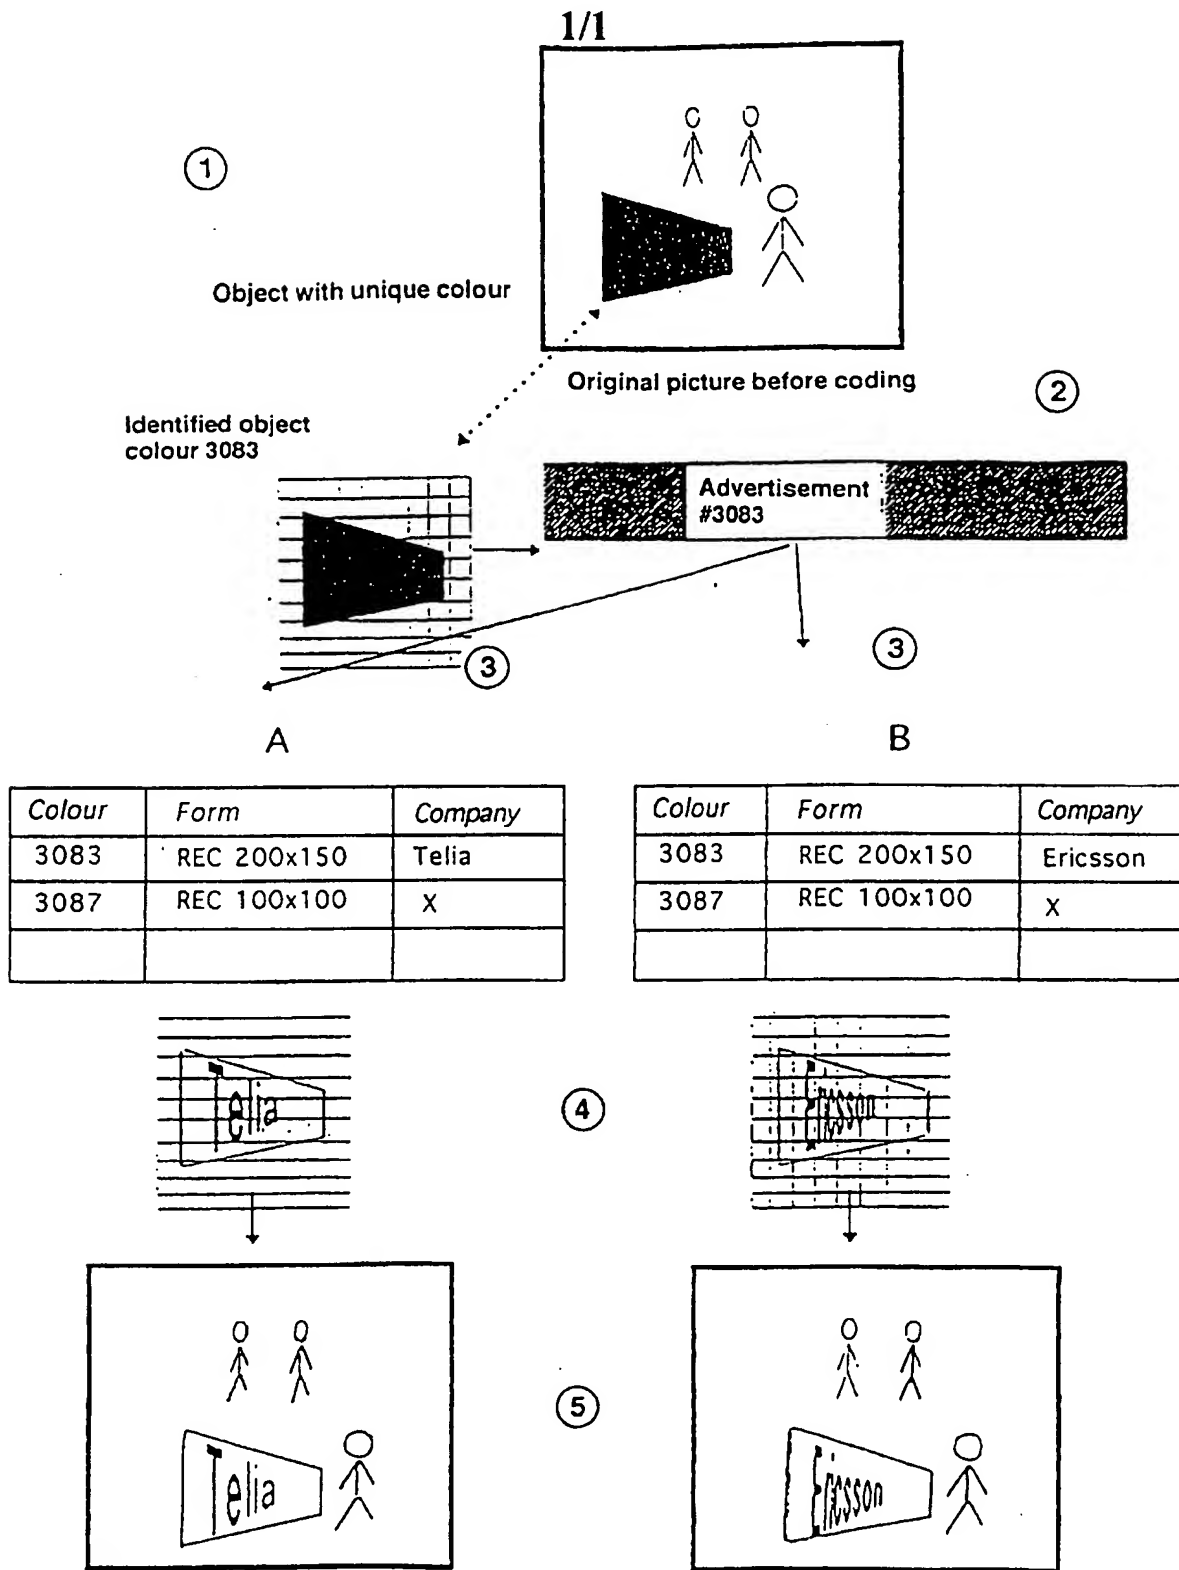 1/1
1
Object with unique colour
Original picture before coding
2
Identified object
colour 3083
Advertisement
#3083
3
3
A
B
Colour Form Company
3083 REC 200x150 Telia
3087 REC 100x100 X
Colour Form Company
3083 REC 200x150 Ericsson
3087 REC 100x100 X
Telia
4
Ericsson
5
Telia
Ericsson